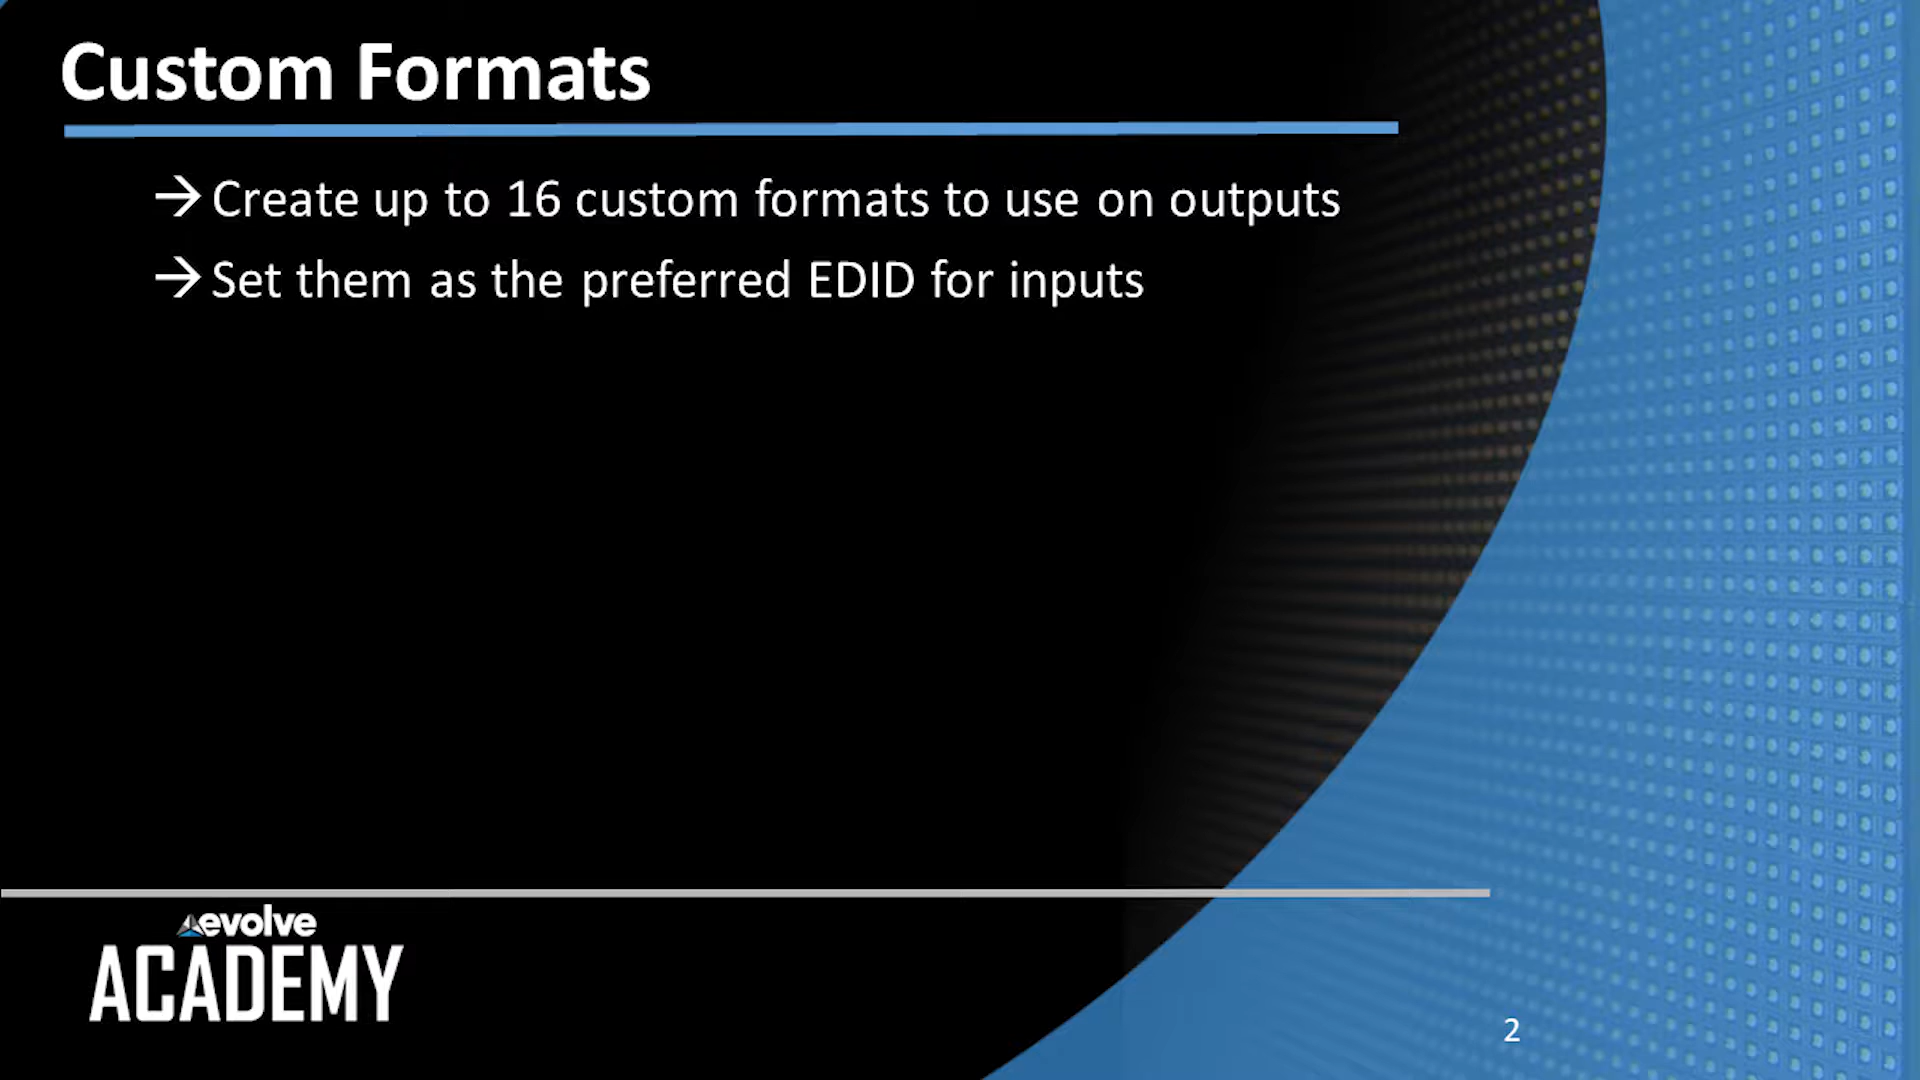 Custom Formats
→ Create up to 16 custom formats to use on outputs
→ Set them as the preferred EDID for inputs
evolve
ACADEMY
2